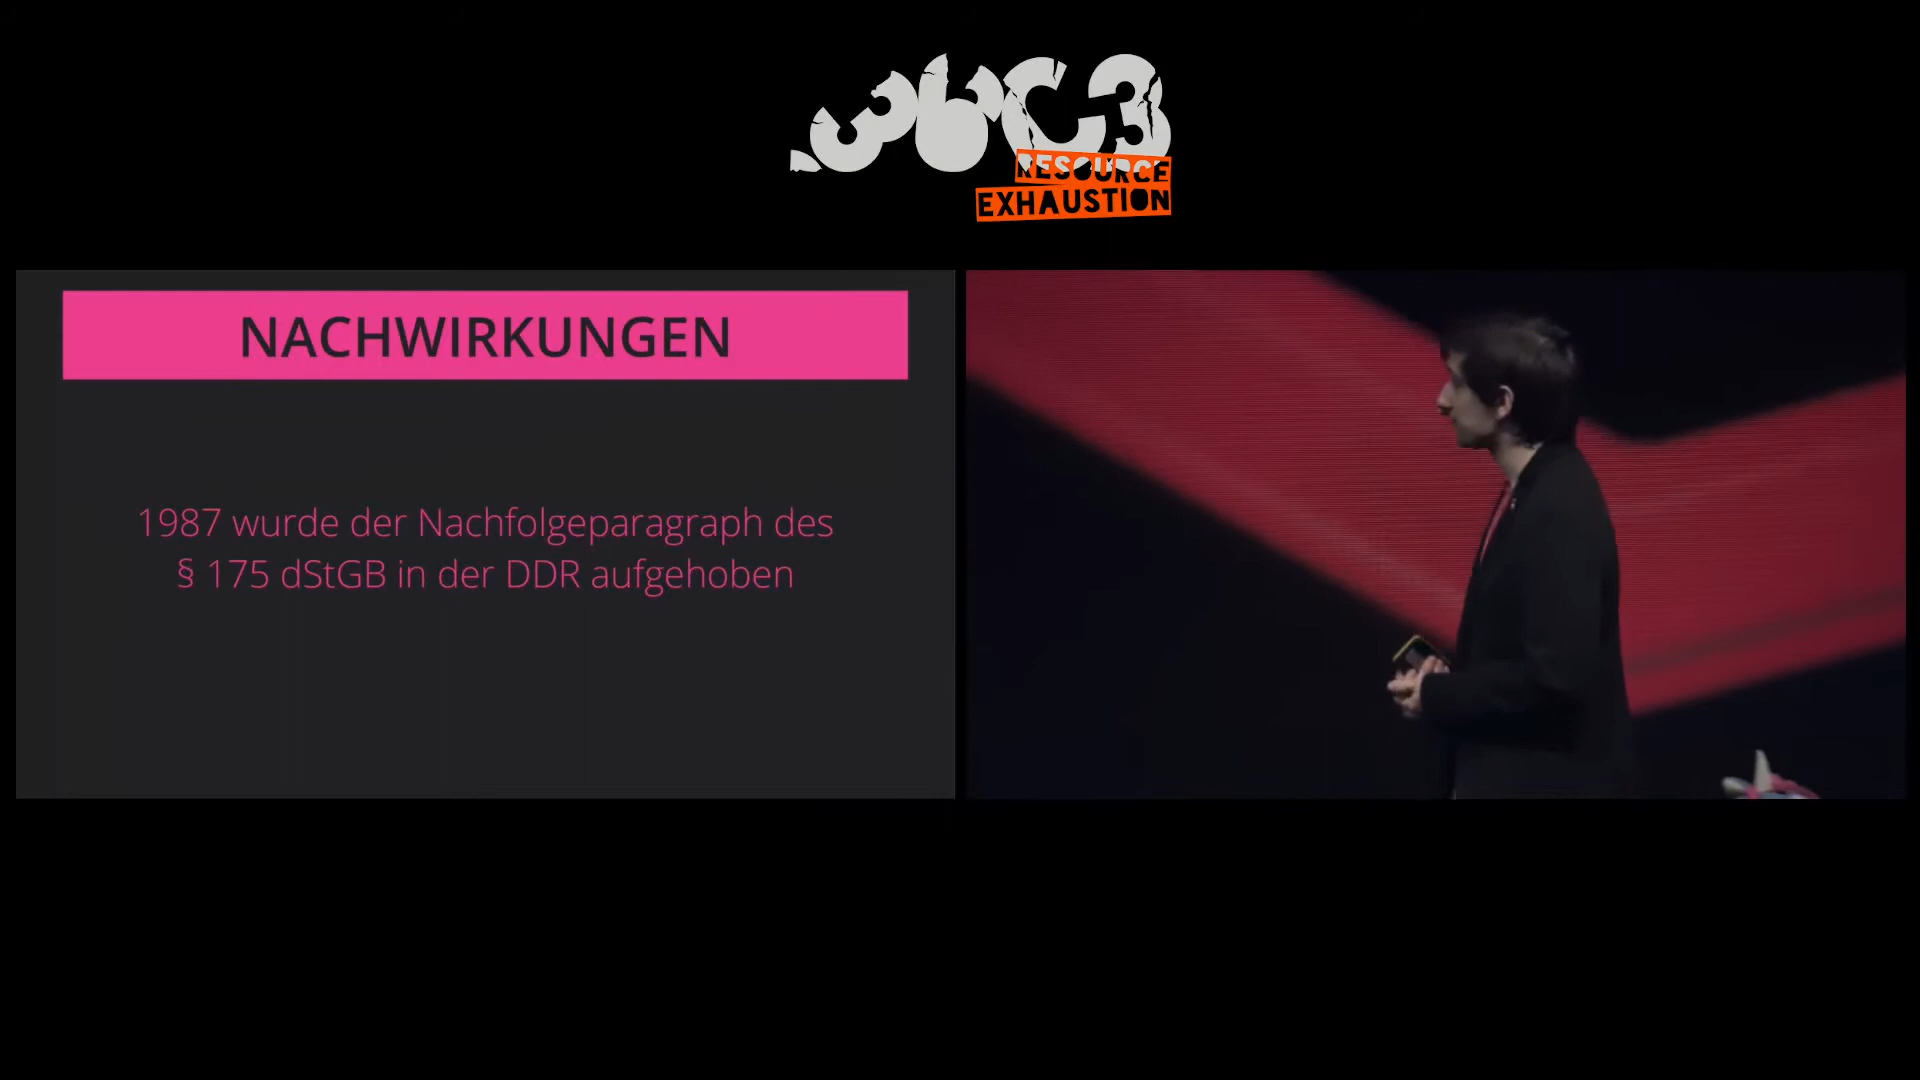 36C3
RESOURCE
EXHAUSTION
NACHWIRKUNGEN
1987 wurde der Nachfolgeparagraph des
§ 175 dStGB in der DDR aufgehoben